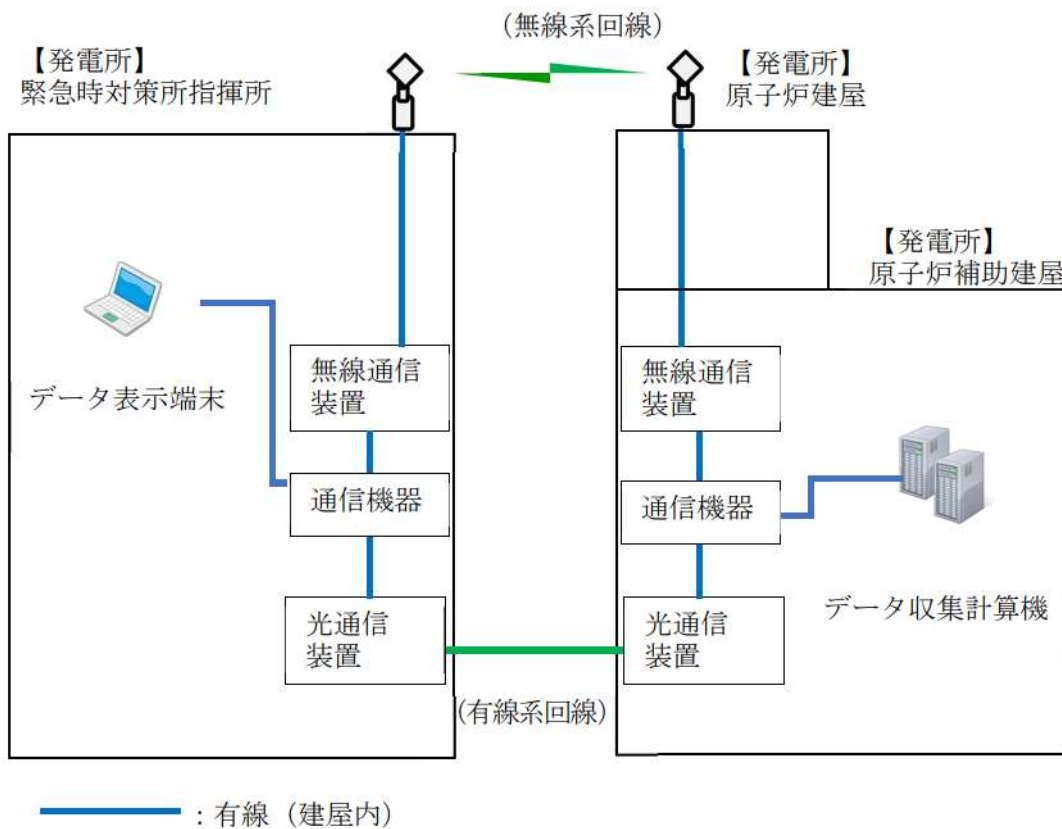 (無線系回線)
【発電所】
緊急時対策所指揮所
【発電所】
原子炉建屋
【発電所】
原子炉補助建屋
データ表示端末
無線通信
装置
通信機器
光通信
装置
無線通信
装置
通信機器
光通信
装置
データ収集計算機
(有線系回線)
:有線(建屋内)